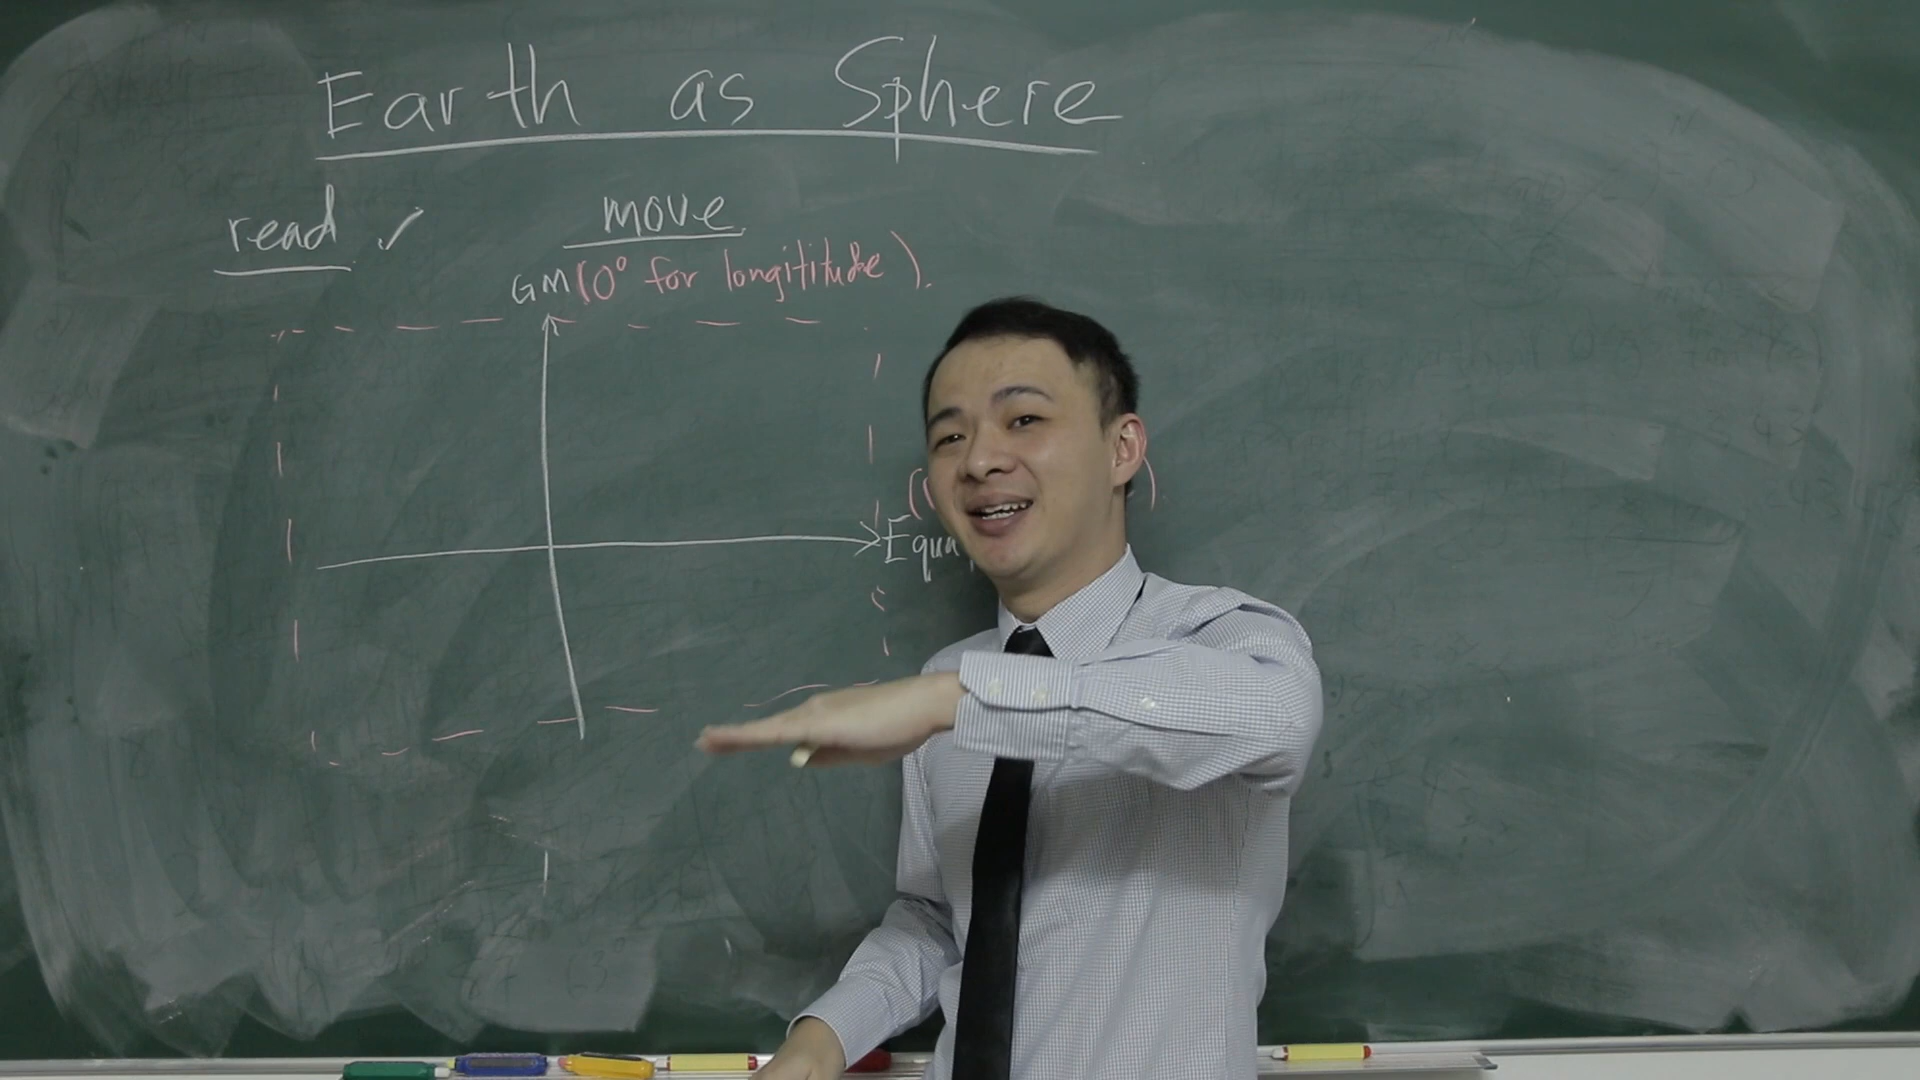 Earth as Sphere
read ✓
move
GM (0° for longititude).
Equa